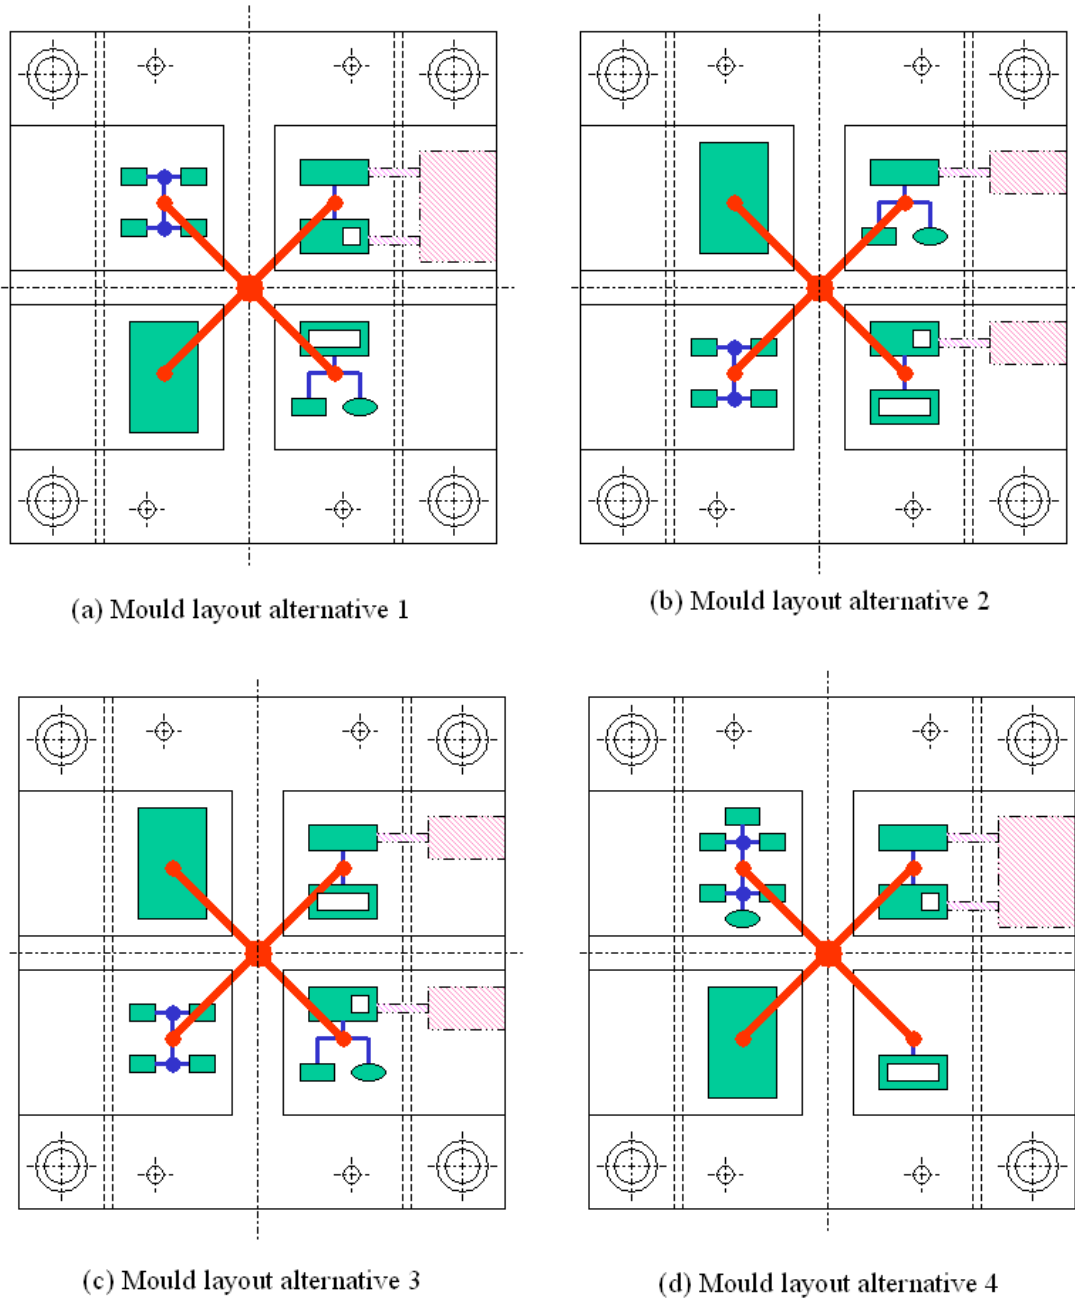 (a) Mould layout alternative 1
(b) Mould layout alternative 2
(c) Mould layout alternative 3
(d) Mould layout alternative 4